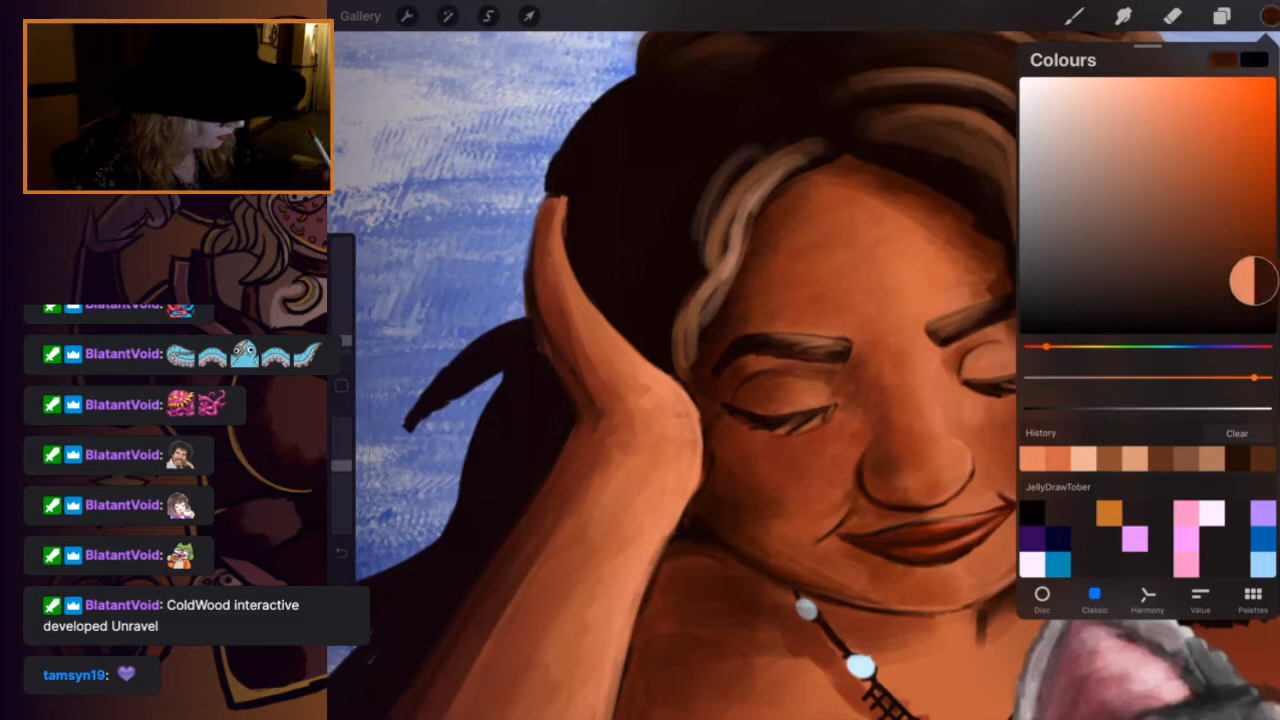 Gallery
Colours
BlatantVoid:
BlatantVoid:
BlatantVoid:
BlatantVoid:
BlatantVoid:
BlatantVoid:
BlatantVoid: ColdWood interactive
developed Unravel
tamsyn19:
History
Clear
JellyDrawTober
Disc
Classic
Harmony
Value
Palettes